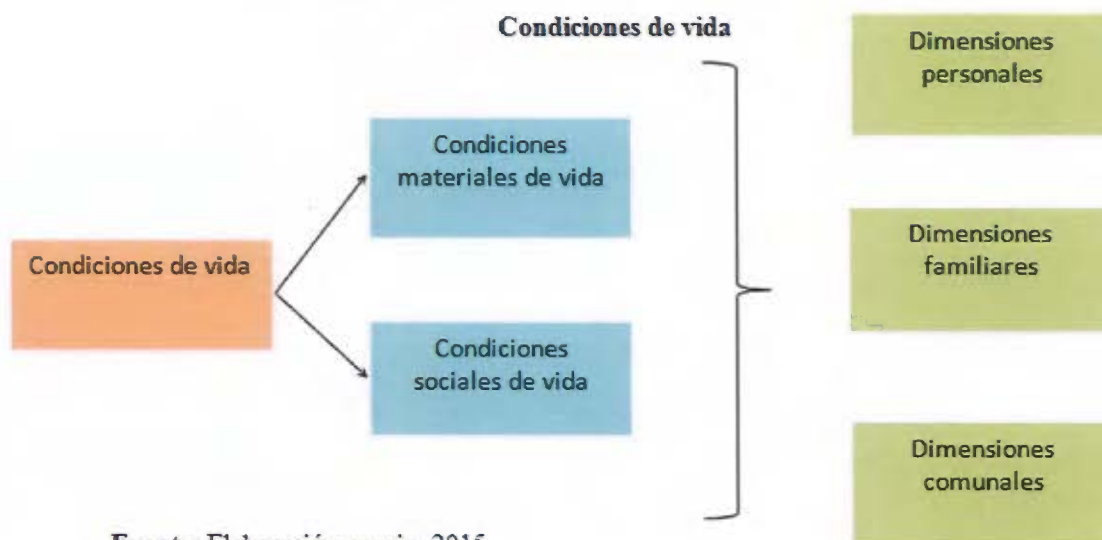 Condiciones de vida
Condiciones de vida
Condiciones
materiales de vida
Condiciones
sociales de vida
Dimensiones
personales
Dimensiones
familiares
Dimensiones
comunales
Elaboración propia, 2015